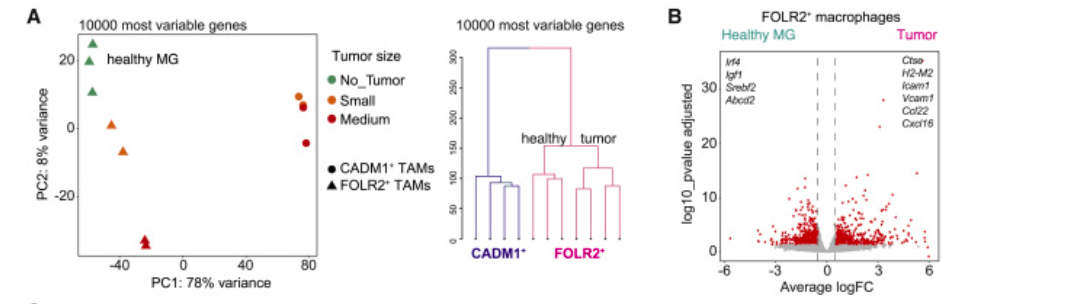 A
10000 most variable genes
healthy MG
20
0
-20
PC2: 8% variance
-40
0
40
80
PC1: 78% variance
Tumor size
No_Tumor
Small
Medium
CADM1⁺ TAMs
FOLR2⁺ TAMs
10000 most variable genes
300
250
200
150
100
50
0
healthy tumor
CADM1⁺
FOLR2⁺
B
FOLR2⁺ macrophages
Healthy MG
Tumor
Irf4
Igf1
Srebf2
Abcd2
H2-M2
Icam1
Vcam1
Ccl22
Cxcl16
30
20
10
0
log10_pvalue adjusted
-6
-3
0
3
6
Average logFC